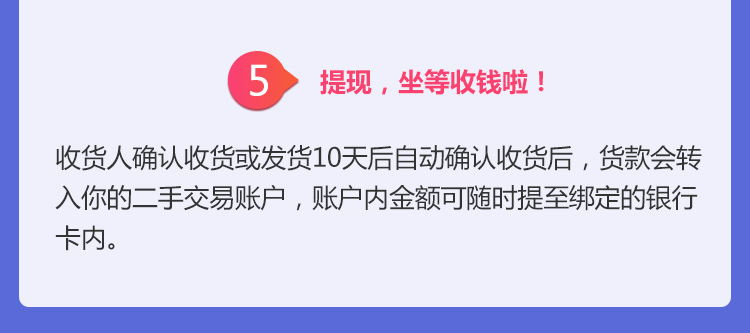 5 提现，坐等收钱啦！
收货人确认收货或发货10天后自动确认收货后，货款会转
入你的二手交易账户，账户内金额可随时提至绑定的银行
卡内。